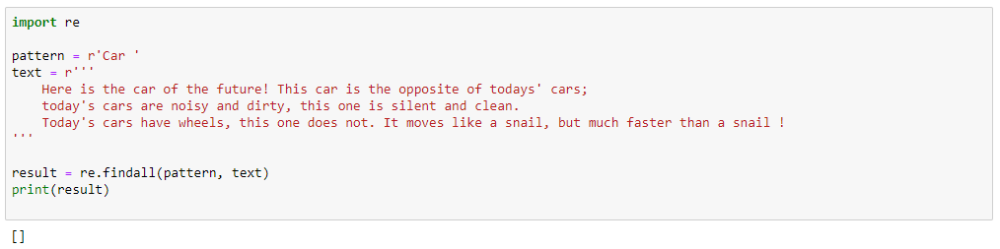 import re
pattern = r'Car '
text = r'''
Here is the car of the future! This car is the opposite of todays' cars;
today's cars are noisy and dirty, this one is silent and clean.
Today's cars have wheels, this one does not. It moves like a snail, but much faster than a snail !
'''
result = re.findall(pattern, text)
print(result)
[]